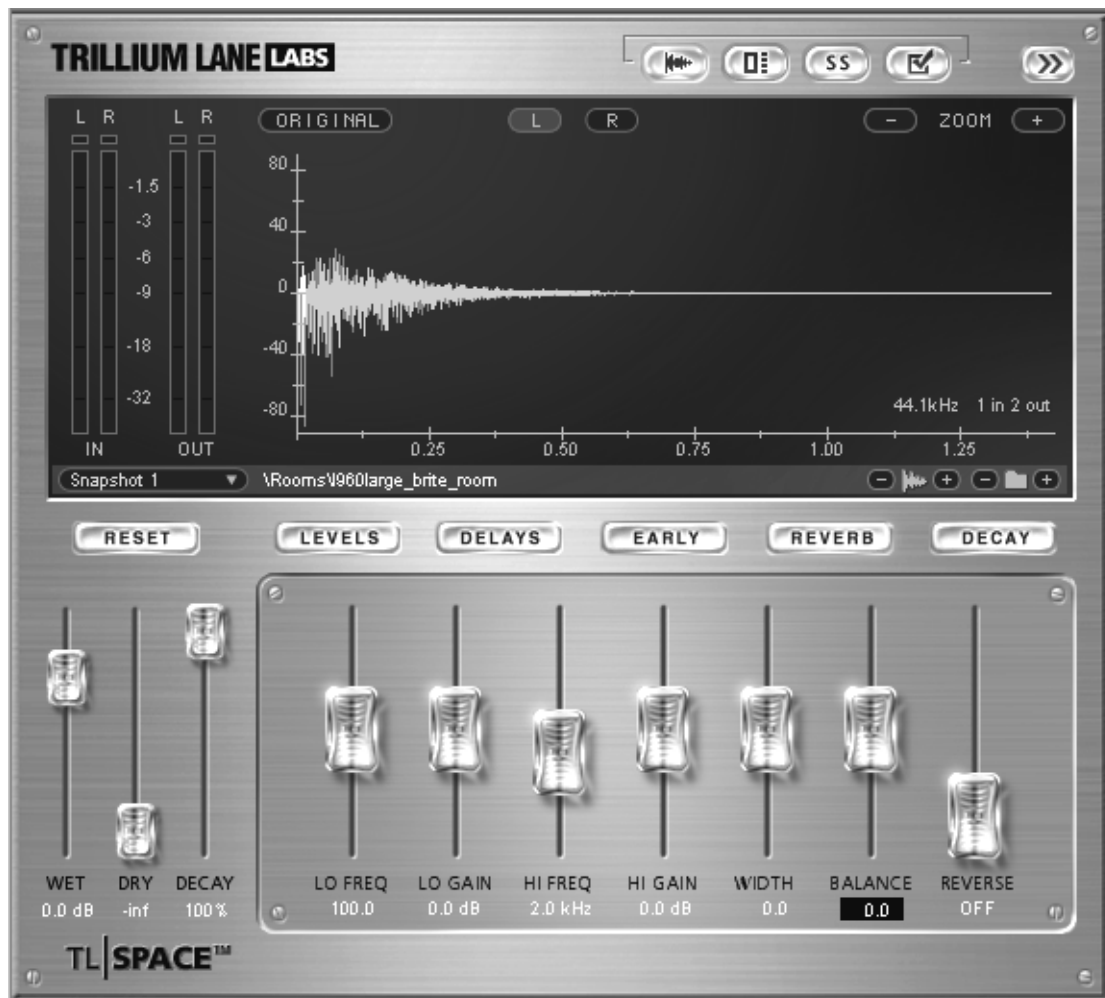 TRILLIUM LANE LABS
SS
L R L R
ORIGINAL L R - ZOOM +
80
40
0
-40
-80
-1.5
-3
-6
-9
-18
-32
IN OUT
44.1kHz 1 in 2 out
0.25 0.50 0.75 1.00 1.25
Snapshot 1 \Rooms\l960large_brite_room - + - +
RESET LEVELS DELAYS EARLY REVERB DECAY
WET DRY DECAY LO FREQ LO GAIN HI FREQ HI GAIN WIDTH BALANCE REVERSE
0.0 dB -inf 100% 100.0 0.0 dB 2.0 kHz 0.0 dB 0.0 0.0 OFF
TL|SPACE™